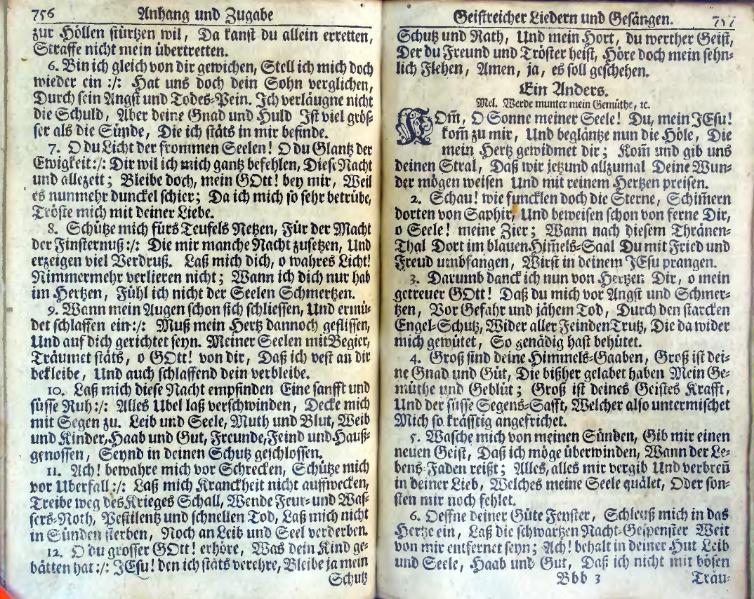 756 Anhang und Zugabe
zur Höllen stürtzen wil, Da kanst du allein erretten,
Straffe nicht mein übertretten.
6. Bin ich gleich von dir gewichen, Stell ich mich doch
wieder ein :/: Hat uns doch dein Sohn verglichen,
Durch sein Angst und Todes-Pein. Ich verläugne nicht
die Schuld, Aber deine Gnad und Huld Ist viel gröss
ser als die Sünde, Die ich stäts in mir befinde.
7. O du Licht der frommen Seelen! O du Glantz der
Ewigkeit:/: Dir wil ich mich gantz befehlen, Diese Nacht
und allezeit; Bleibe doch, mein GOtt! bey mir, Weil
es nunmehr dunckel schier; Da ich mich so sehr betrübe,
Tröste mich mit deiner Liebe.
8. Schütze mich fürs Teufels Netzen, Für der Macht
der Finsternuß:/: Die mir manche Nacht zusetzen, Und
erzeigen viel Verdruß. Laß mich dich, o wahres Licht!
Nimmermehr verlieren nicht; Wann ich dich nur hab
im Hertzen, Fühl ich nicht der Seelen Schmertzen.
9. Wann mein Augen schon sich schliessen, Und ermü-
det schlaffen ein:/: Muß mein Hertz dannoch geflissen,
Und auf dich gerichtet seyn. Meiner Seelen mit Begier,
Träumet stäts, o GOtt! von dir, Daß ich vest an dir
bekleibe, Und auch schlaffend dein verbleibe.
10. Laß mich diese Nacht empfinden Eine sanfft und
süsse Ruh:/: Alles Ubel laß verschwinden, Decke mich
mit Segen zu. Leib und Seele, Muth und Blut, Weib
und Kinder, Haab und Gut, Freunde, Feind und Hauß-
genossen, Seynd in deinen Schutz geschlossen.
11. Ach! bewahre mich vor Schrecken, Schütze mich
vor Uberfall:/: Laß mich Kranckheit nicht aufwecken,
Treibe weg des Krieges Schall, Wende Feur- und Was-
sers-Noth, Pestilentz und schnellen Tod, Laß mich nicht
in Sünden sterben, Noch an Leib und Seel verderben.
12. O du grosser GOtt! erhöre, Was dein Kind ge-
bätten hat:/: JEsu! den ich stäts verehre, Bleibe ja mein
Schutz
Geistreicher Liedern und Gesängen. 757
Schutz und Rath, Und mein Hort, du werther Geist,
Der du Freund und Tröster heist, Höre doch mein sehn-
lich Flehen, Amen, ja, es soll geschehen.
Ein Anders.
Mel. Werde munter mein Gemüthe, ꝛc.
KOm̄, O Sonne meiner Seele! Du, mein JEsu!
kom̄ zu mir, Und beglänze nun die Höle, Die
mein Hertz gewidmet dir; Kom̄ und gib uns
deinen Stral, Daß wir jetzund allzumal Deine Wun-
der mögen weisen Und mit reinem Hertzen preisen.
2. Schau! wie funcklen doch die Sterne, Schim̄ern
dorten von Saphir, Und beweisen schon von ferne Dir,
o Seele! meine Zier; Wann nach diesem Thränen-
Thal Dort im blauen Him̄els-Saal Du mit Fried und
Freud umbfangen, Wirst in deinem JEsu prangen.
3. Darumb danck ich nun von Hertzen Dir, o mein
getreuer GOtt! Daß du mich vor Angst und Schmer-
tzen, Vor Gefahr und jähem Tod, Durch den starcken
Engel-Schutz, Wider aller Feinden Trutz, Die da wider
mich gewütet, So genädig hast behütet.
4. Groß sind deine Himmels-Gaaben, Groß ist dei-
ne Gnad und Güt, Die bißher gelabet haben Mein Ge-
müthe und Geblüt; Groß ist deines Geistes Krafft,
Und der süsse Segens-Safft, Welcher also untermischet
Mich so kräfftig angefrischet.
5. Wasche mich von meinen Sünden, Gib mir einen
neuen Geist, Daß ich möge überwinden, Wann der Le-
bens-Faden reißt; Alles, alles mir vergib Und verbren̄
in deiner Lieb, Welches meine Seele quälet, Oder son-
sten mir noch fehlet.
6. Oeffne deiner Güte Fenster, Schleuß mich in das
Hertze ein, Laß die schwartzen Nacht-Gespenster Weit
von mir entfernet seyn; Ach! behalt in deiner Hut Leib
und Seele, Haab und Gut, Daß ich nicht mit bösen
Bbb 3 Träu-